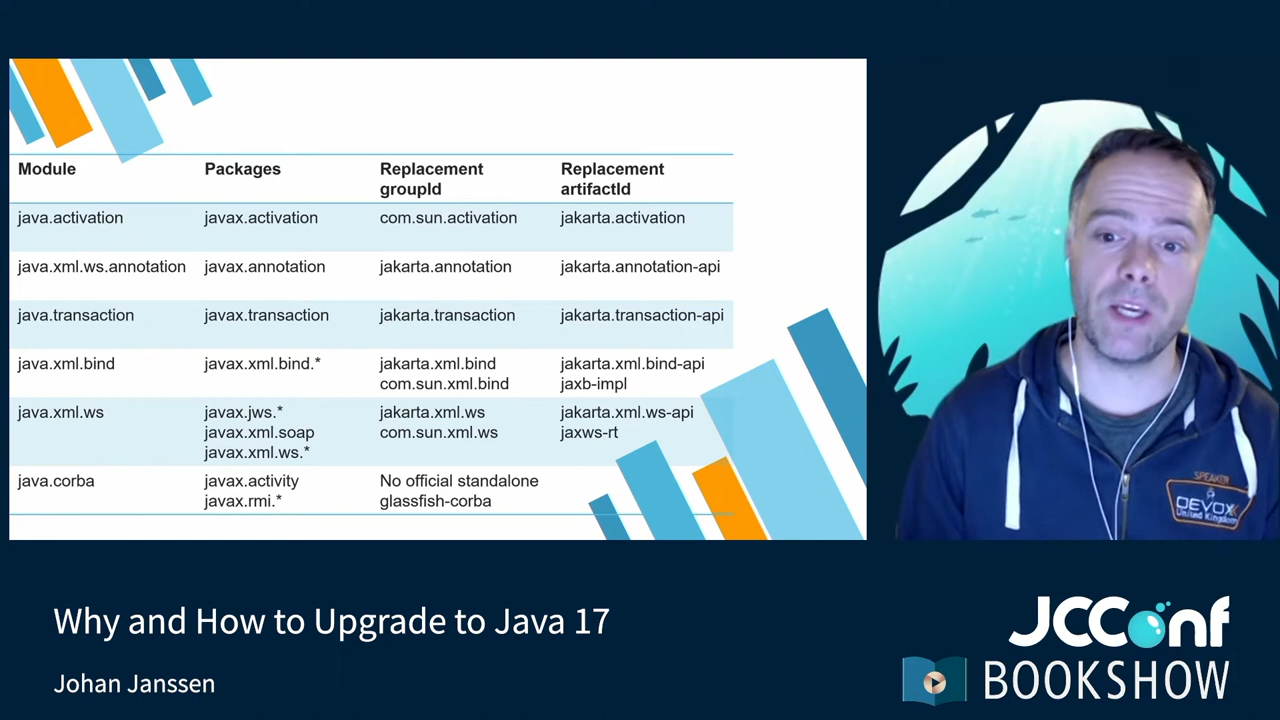 Module Packages Replacement groupId Replacement artifactId
java.activation javax.activation com.sun.activation jakarta.activation
java.xml.ws.annotation javax.annotation jakarta.annotation jakarta.annotation-api
java.transaction javax.transaction jakarta.transaction jakarta.transaction-api
java.xml.bind javax.xml.bind.* jakarta.xml.bind jakarta.xml.bind-api
com.sun.xml.bind jaxb-impl
java.xml.ws javax.jws.* jakarta.xml.ws jakarta.xml.ws-api
javax.xml.soap com.sun.xml.ws jaxws-rt
javax.xml.ws.*
java.corba javax.activity No official standalone
javax.rmi.* glassfish-corba
SPEAKER
DEVOXX
United Kingdom
Why and How to Upgrade to Java 17
Johan Janssen
JCConf
BOOKSHOW